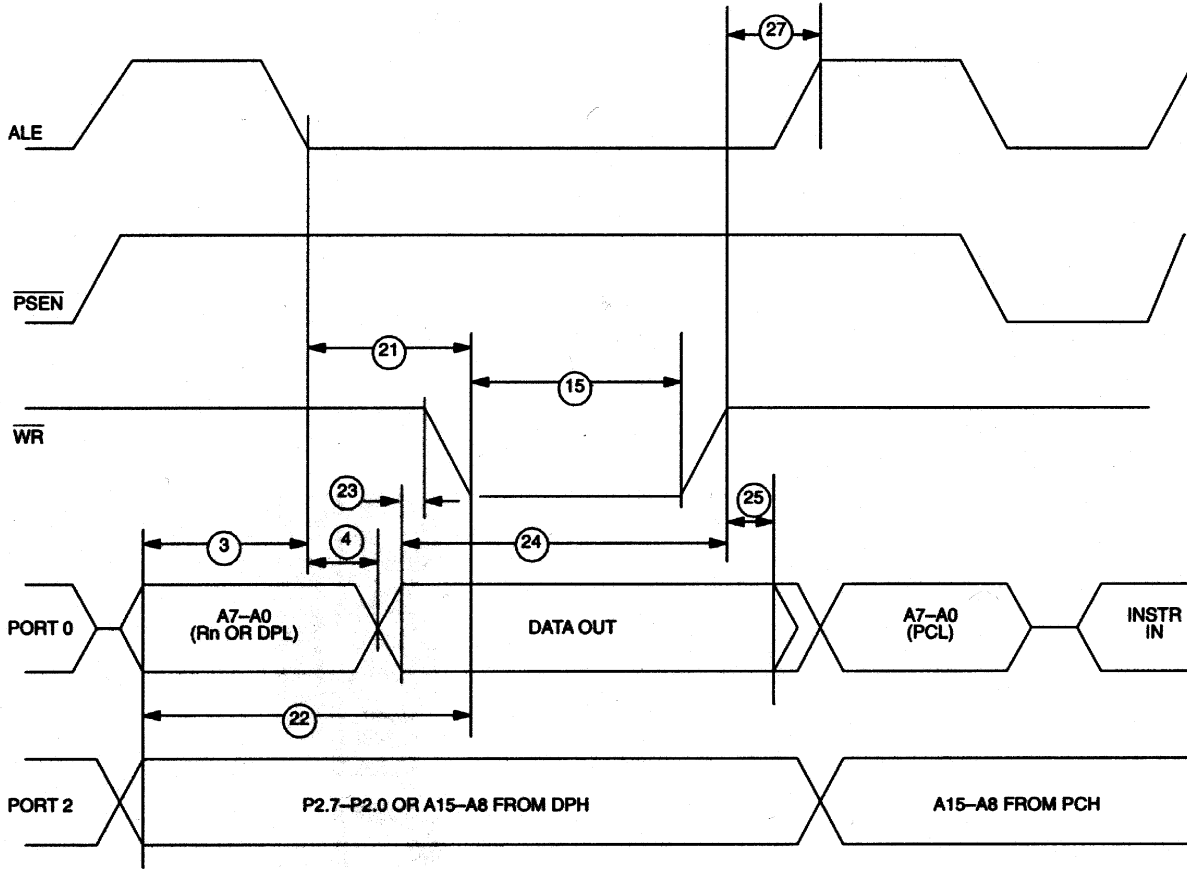 27
ALE
PSEN
21
15
WR
23
25
3
4
24
PORT 0
A7–A0
(Rn OR DPL)
DATA OUT
A7–A0
(PCL)
INSTR
IN
22
PORT 2
P2.7–P2.0 OR A15–A8 FROM DPH
A15–A8 FROM PCH